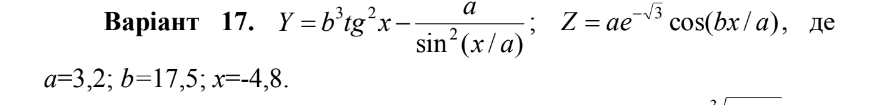 Варіант 17. Y = b³tg²x − a / sin²(x / a) ; Z = ae^(−√3) cos(bx / a), де
a=3,2; b=17,5; x=-4,8.